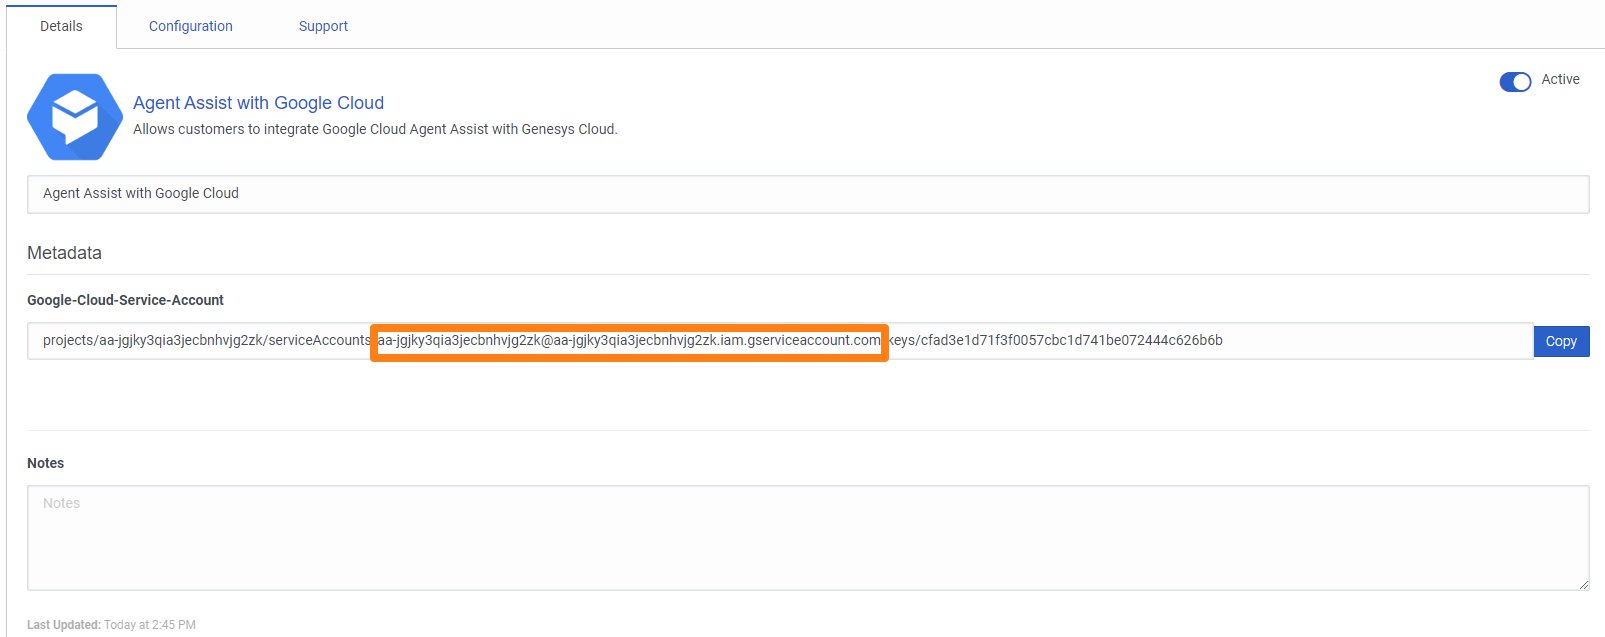 Details Configuration Support
Active
Agent Assist with Google Cloud
Allows customers to integrate Google Cloud Agent Assist with Genesys Cloud.
Agent Assist with Google Cloud
Metadata
Google-Cloud-Service-Account
projects/aa-jgjky3qia3jecbnhvjg2zk/serviceAccounts aa-jgjky3qia3jecbnhvjg2zk@aa-jgjky3qia3jecbnhvjg2zk.iam.gserviceaccount.com keys/cfad3e1d71f3f0057cbc1d741be072444c626b6b Copy
Notes
Notes
Last Updated: Today at 2:45 PM